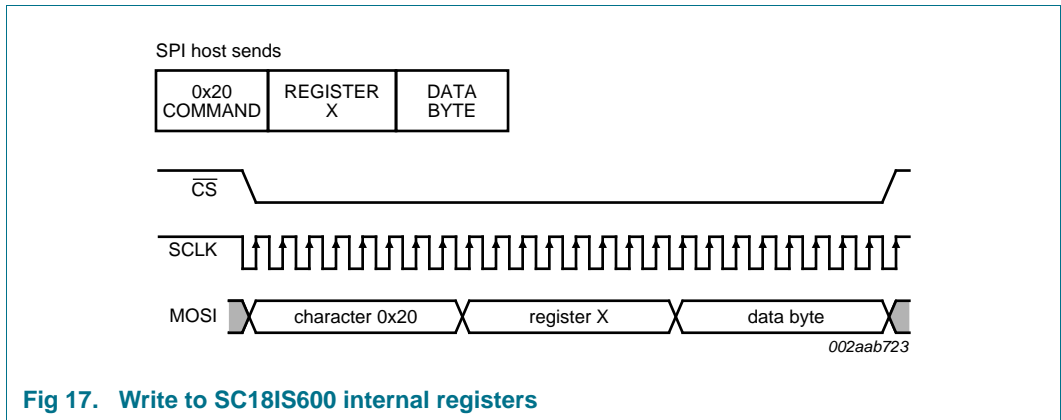 SPI host sends
0x20 COMMAND
REGISTER X
DATA BYTE
CS
SCLK
MOSI
character 0x20
register X
data byte
002aab723
Fig 17. Write to SC18IS600 internal registers